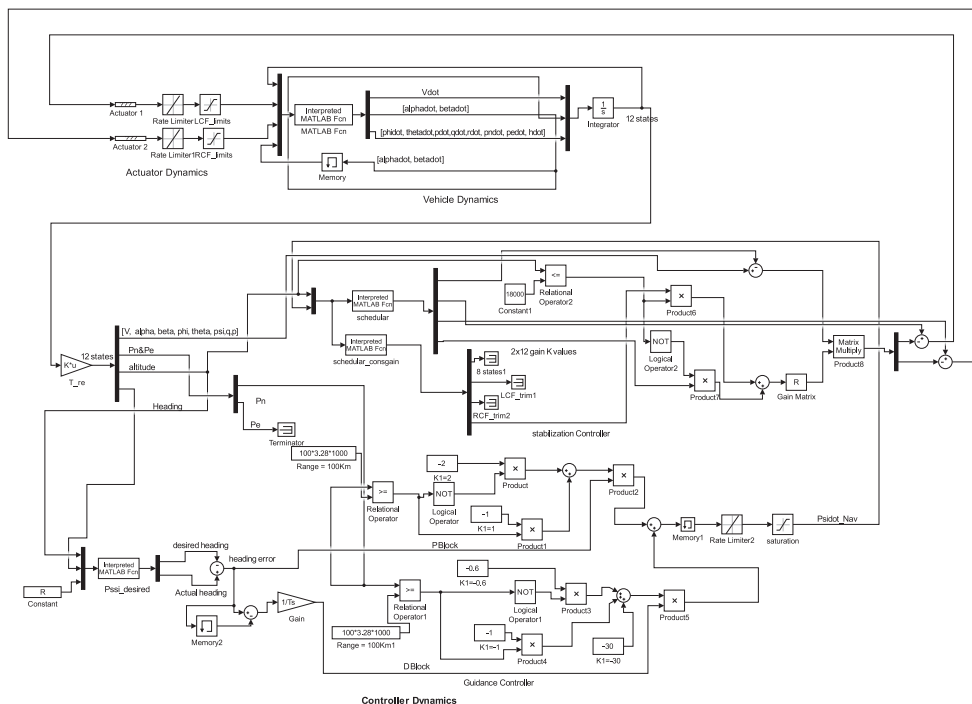 Vdot
[alphadot, betadot]
[phidot, thetadot,pdot,qdot,rdot, pndot, pedot, hdot]
[alphadot, betadot]
Interpreted
MATLAB Fcn
MATLAB Fcn
1
s
Integrator
12 states
Actuator 1
Rate Limiter
LCF_limits
Actuator 2
Rate Limiter1
RCF_limits
Actuator Dynamics
Memory
Vehicle Dynamics
[V, alpha, beta, phi, theta, psi,q,p]
12 states
Pn&Pe
altitude
K*u
T_re
Heading
Interpreted
MATLAB Fcn
schedular
Interpreted
MATLAB Fcn
schedular_consgain
18000
Constant1
<=
Relational
Operator2
×
Product6
NOT
Logical
Operator2
2x12 gain K values
×
Product7
R
Gain Matrix
Matrix
Multiply
Product8
8 states1
LCF_trim1
RCF_trim2
stabilization Controller
Pn
Pe
Terminator
100*3.28*1000
Range = 100Km
>=
Relational
Operator
−2
K1=2
NOT
Logical
Operator
×
Product
−1
K1=1
×
Product1
×
Product2
Memory1
Rate Limiter2
saturation
Psidot_Nav
desired heading
heading error
Actual heading
Interpreted
MATLAB Fcn
Pssi_desired
R
Constant
PBlock
Memory2
1/Ts
Gain
100*3.28*1000
Range = 100Km1
>=
Relational
Operator1
−0.6
K1=−0.6
NOT
Logical
Operator1
×
Product3
−1
K1=−1
×
Product4
−30
K1=−30
×
Product5
DBlock
Guidance Controller
Controller Dynamics